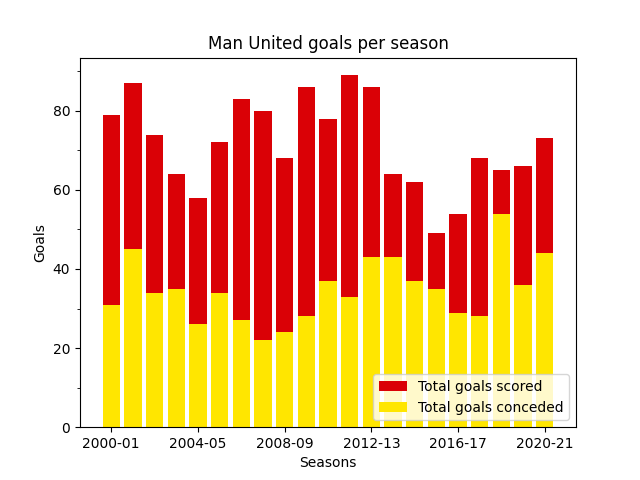 Man United goals per season
Goals
80
60
40
20
0
Total goals scored
Total goals conceded
2000-01 2004-05 2008-09 2012-13 2016-17 2020-21
Seasons